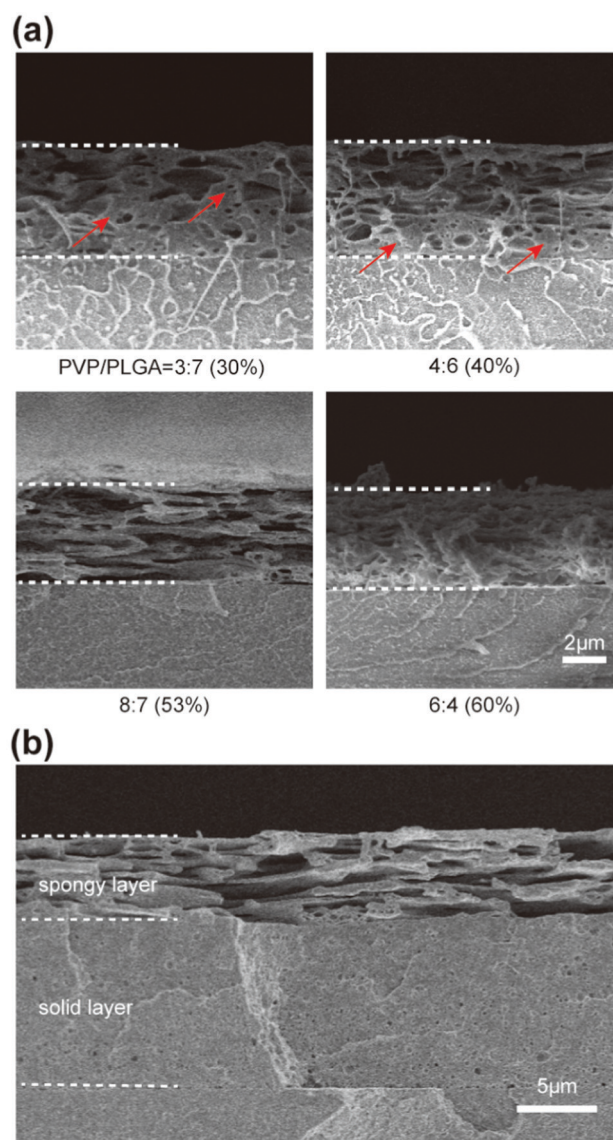 (a)
PVP/PLGA=3:7 (30%)
4:6 (40%)
2µm
8:7 (53%)
6:4 (60%)
(b)
spongy layer
solid layer
5µm